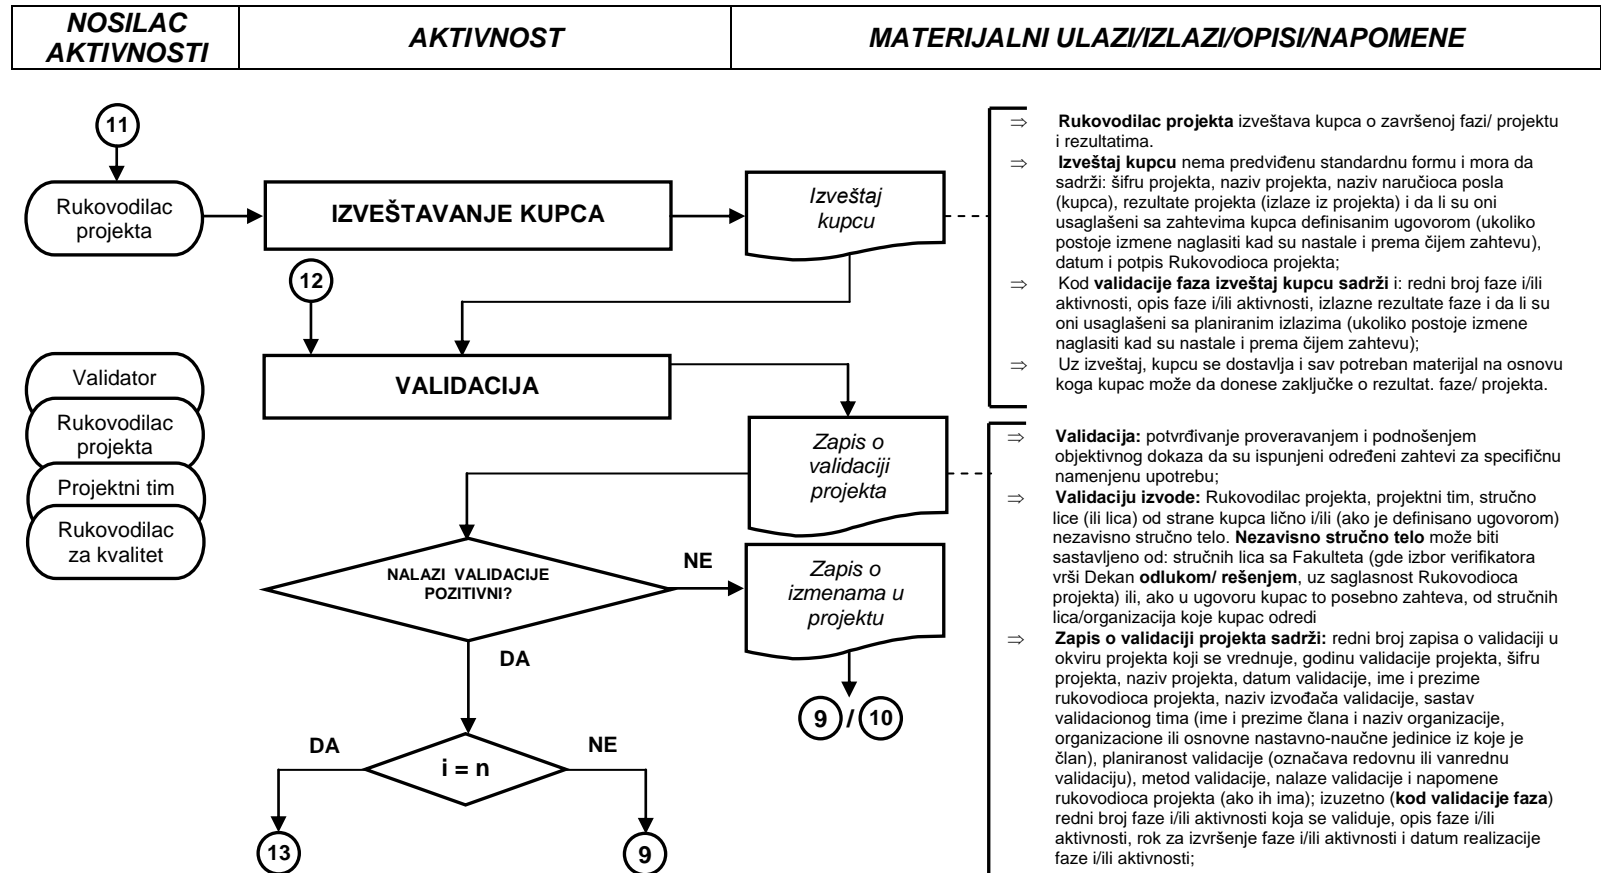 NOSILAC
AKTIVNOSTI
AKTIVNOST
MATERIJALNI ULAZI/IZLAZI/OPISI/NAPOMENE
11
Rukovodilac
projekta
IZVEŠTAVANJE KUPCA
Izveštaj
kupcu
12
VALIDACIJA
Validator
Rukovodilac
projekta
Projektni tim
Rukovodilac
za kvalitet
Zapis o
validaciji
projekta
NALAZI VALIDACIJE
POZITIVNI?
NE
Zapis o
izmenama u
projektu
DA
9 / 10
DA
i = n
NE
13
9
⇒ Rukovodilac projekta izveštava kupca o završenoj fazi/ projektu
i rezultatima.
⇒ Izveštaj kupcu nema predviđenu standardnu formu i mora da
sadrži: šifru projekta, naziv projekta, naziv naručioca posla
(kupca), rezultate projekta (izlaze iz projekta) i da li su oni
usaglašeni sa zahtevima kupca definisanim ugovorom (ukoliko
postoje izmene naglasiti kad su nastale i prema čijem zahtevu),
datum i potpis Rukovodioca projekta;
⇒ Kod validacije faza izveštaj kupcu sadrži i: redni broj faze i/ili
aktivnosti, opis faze i/ili aktivnosti, izlazne rezultate faze i da li su
oni usaglašeni sa planiranim izlazima (ukoliko postoje izmene
naglasiti kad su nastale i prema čijem zahtevu);
⇒ Uz izveštaj, kupcu se dostavlja i sav potreban materijal na osnovu
koga kupac može da donese zaključke o rezultat. faze/ projekta.
⇒ Validacija: potvrđivanje proveravanjem i podnošenjem
objektivnog dokaza da su ispunjeni određeni zahtevi za specifičnu
namenjenu upotrebu;
⇒ Validaciju izvode: Rukovodilac projekta, projektni tim, stručno
lice (ili lica) od strane kupca lično i/ili (ako je definisano ugovorom)
nezavisno stručno telo. Nezavisno stručno telo može biti
sastavljeno od: stručnih lica sa Fakulteta (gde izbor verifikatora
vrši Dekan odlukom/ rešenjem, uz saglasnost Rukovodioca
projekta) ili, ako u ugovoru kupac to posebno zahteva, od stručnih
lica/organizacija koje kupac odredi
⇒ Zapis o validaciji projekta sadrži: redni broj zapisa o validaciji u
okviru projekta koji se vrednuje, godinu validacije projekta, šifru
projekta, naziv projekta, datum validacije, ime i prezime
rukovodioca projekta, naziv izvođača validacije, sastav
validacionog tima (ime i prezime člana i naziv organizacije,
organizacione ili osnovne nastavno-naučne jedinice iz koje je
član), planiranost validacije (označava redovnu ili vanrednu
validaciju), metod validacije, nalaze validacije i napomene
rukovodioca projekta (ako ih ima); izuzetno (kod validacije faza)
redni broj faze i/ili aktivnosti koja se validuje, opis faze i/ili
aktivnosti, rok za izvršenje faze i/ili aktivnosti i datum realizacije
faze i/ili aktivnosti;